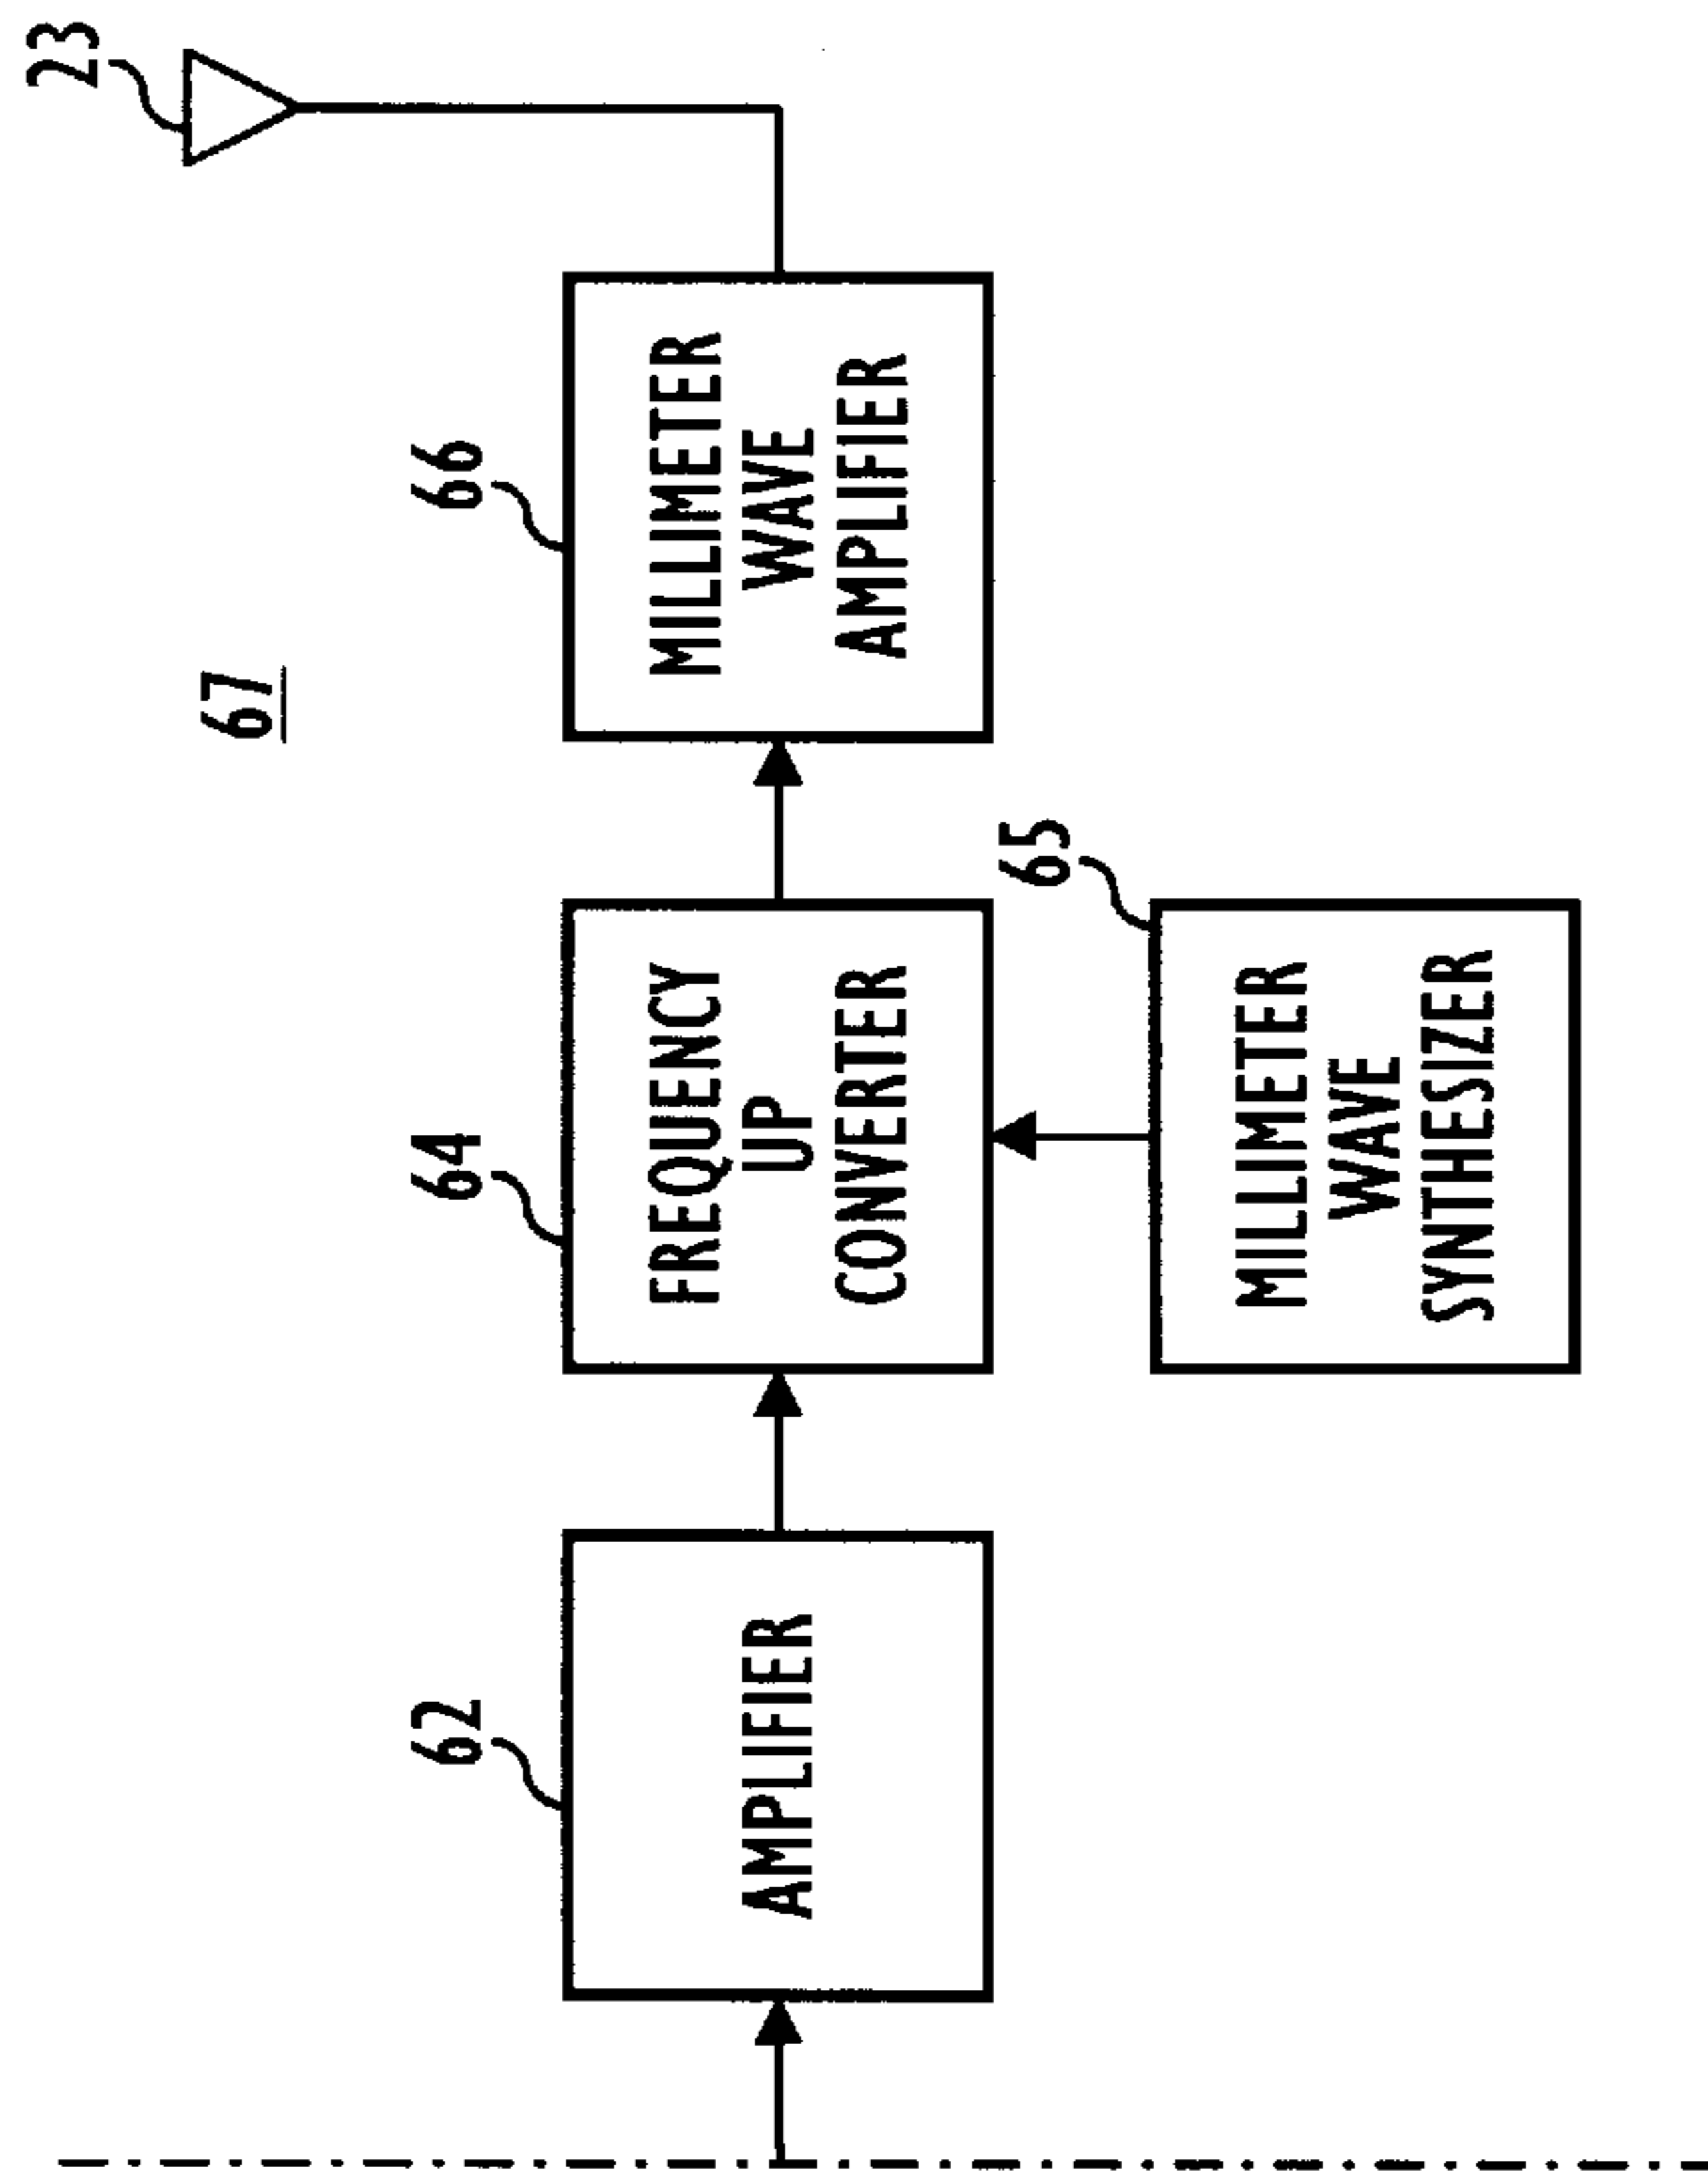 67
23
62
AMPLIFIER
64
FREQUENCY
UP
CONVERTER
66
MILLIMETER
WAVE
AMPLIFIER
65
MILLIMETER
WAVE
SYNTHESIZER